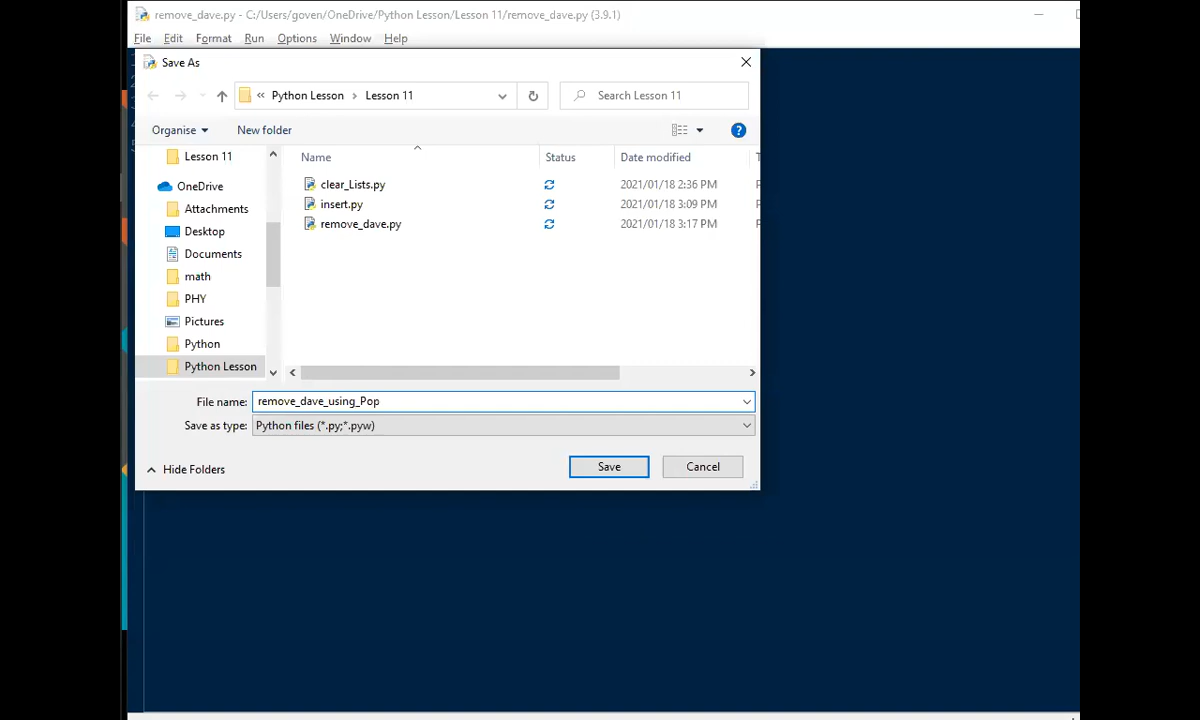 remove_dave.py - C:/Users/goven/OneDrive/Python Lesson/Lesson 11/remove_dave.py (3.9.1)
File Edit Format Run Options Window Help
Save As
« Python Lesson > Lesson 11
Search Lesson 11
Organise New folder
Name Status Date modified
Lesson 11
OneDrive
Attachments
Desktop
Documents
math
PHY
Pictures
Python
Python Lesson
clear_Lists.py 2021/01/18 2:36 PM
insert.py 2021/01/18 3:09 PM
remove_dave.py 2021/01/18 3:17 PM
File name: remove_dave_using_Pop
Save as type: Python files (*.py;*.pyw)
Hide Folders
Save Cancel